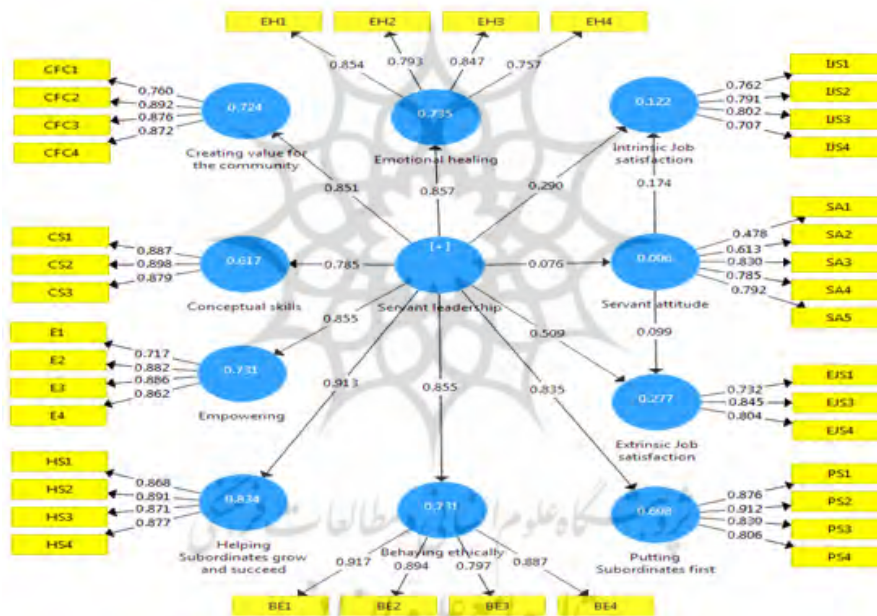 EH1
EH2
EH3
EH4
0.854
0.793
0.847
0.757
CFC1
CFC2
CFC3
CFC4
0.760
0.892
0.876
0.872
0.724
Creating value for
the community
0.735
Emotional healing
0.122
Intrinsic Job
satisfaction
IJS1
IJS2
IJS3
IJS4
0.762
0.791
0.802
0.707
0.851
0.857
0.290
0.174
CS1
CS2
CS3
0.887
0.898
0.879
0.617
Conceptual skills
0.785
[+]
Servant leadership
0.076
0.006
Servant attitude
SA1
SA2
SA3
SA4
SA5
0.478
0.613
0.830
0.785
0.792
E1
E2
E3
E4
0.717
0.882
0.886
0.862
0.731
Empowering
0.855
0.913
0.855
0.835
0.509
0.099
0.277
Extrinsic Job
satisfaction
EJS1
EJS3
EJS4
0.732
0.845
0.804
HS1
HS2
HS3
HS4
0.868
0.891
0.871
0.877
0.834
Helping
Subordinates grow
and succeed
0.731
Behaying ethically
0.917
0.894
0.797
0.887
BE1
BE2
BE3
BE4
0.698
Putting
Subordinates first
PS1
PS2
PS3
PS4
0.876
0.912
0.839
0.806